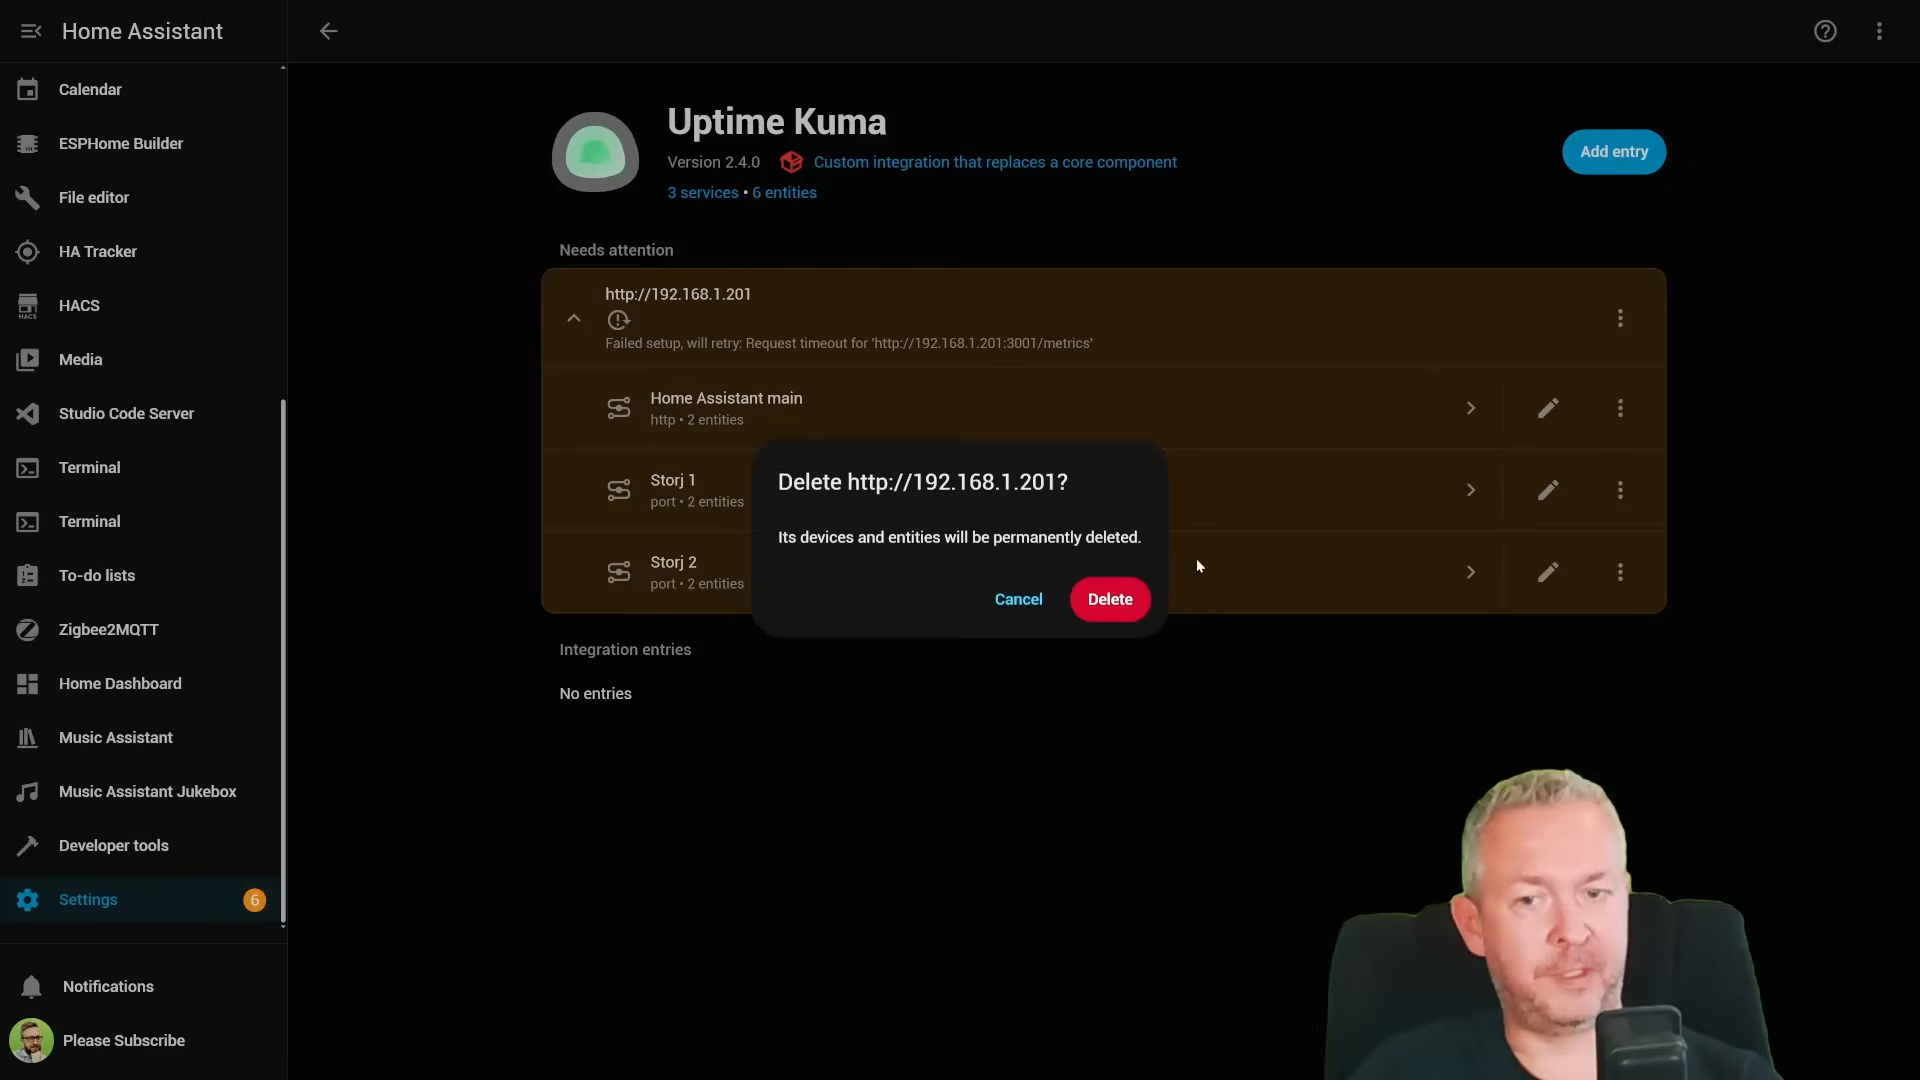 Home Assistant
Calendar
ESPHome Builder
File editor
HA Tracker
HACS
HACS
Media
Studio Code Server
Terminal
Terminal
To-do lists
Zigbee2MQTT
Home Dashboard
Music Assistant
Music Assistant Jukebox
Developer tools
Settings
6
Notifications
Please Subscribe
Uptime Kuma
Version 2.4.0
Custom integration that replaces a core component
3 services • 6 entities
Add entry
Needs attention
http://192.168.1.201
Failed setup, will retry: Request timeout for 'http://192.168.1.201:3001/metrics'
Home Assistant main
http • 2 entities
Storj 1
port • 2 entities
Storj 2
port • 2 entities
Delete http://192.168.1.201?
Its devices and entities will be permanently deleted.
Cancel
Delete
Integration entries
No entries